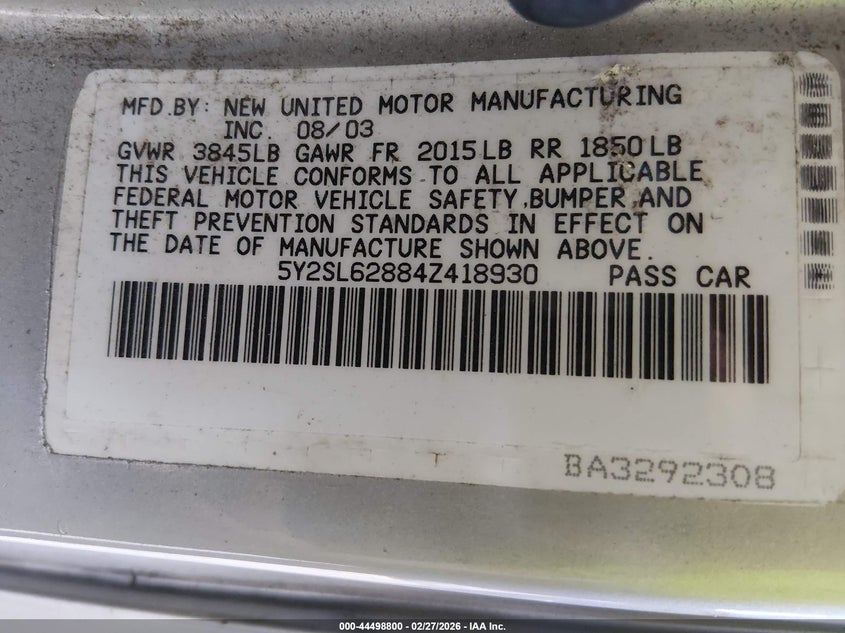 MFD.BY: NEW UNITED MOTOR MANUFACTURING
INC. 08/03
GVWR 3845LB GAWR FR 2015LB RR 1850LB
THIS VEHICLE CONFORMS TO ALL APPLICABLE
FEDERAL MOTOR VEHICLE SAFETY,BUMPER,AND
THEFT PREVENTION STANDARDS IN EFFECT ON
THE DATE OF MANUFACTURE SHOWN ABOVE.
5Y2SL62884Z418930 PASS CAR
BA3292308
000-44498800 - 02/27/2026 - IAA Inc.